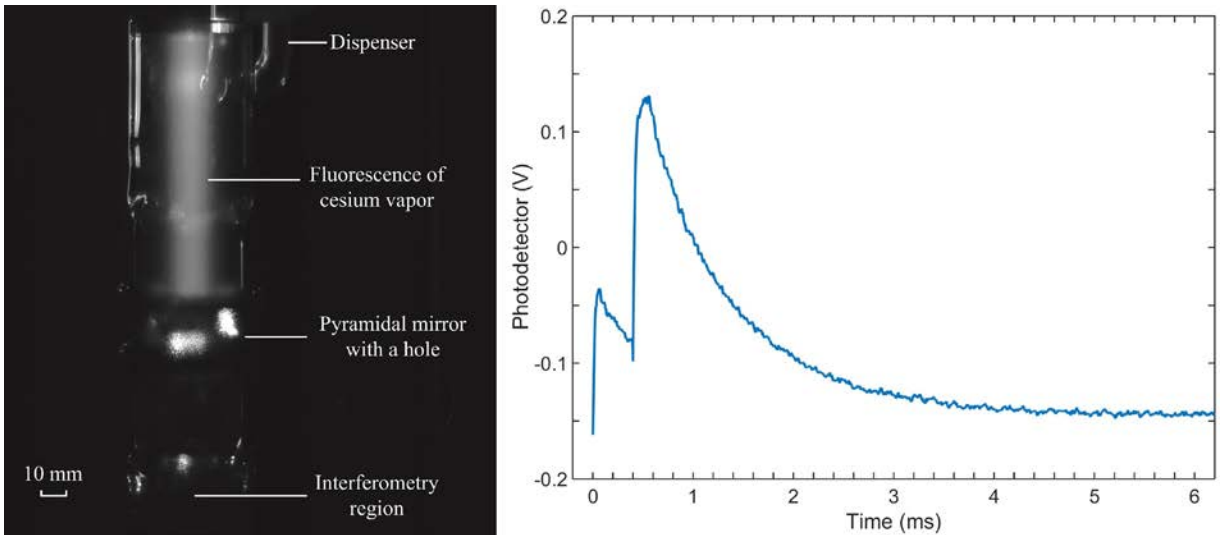 Dispenser
Fluorescence of
cesium vapor
Pyramidal mirror
with a hole
10 mm
Interferometry
region
0.2
0.1
0
-0.1
-0.2
Photodetector (V)
0
1
2
3
4
5
6
Time (ms)